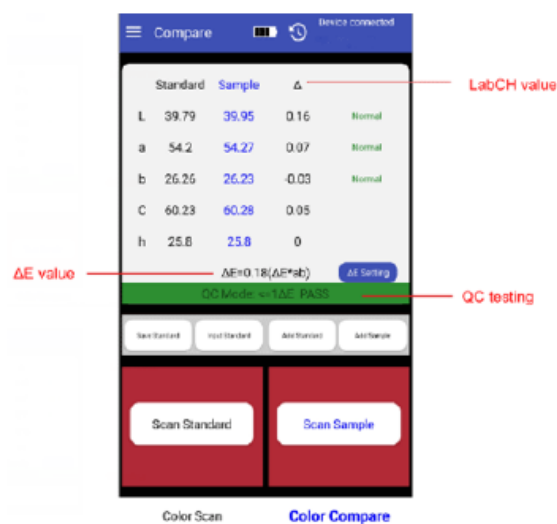 Device connected
Compare
Standard Sample Δ
LabCH value
L 39.79 39.95 0.16 Normal
a 54.2 54.27 0.07 Normal
b 26.26 26.23 -0.03 Normal
C 60.23 60.28 0.05
h 25.8 25.8 0
ΔE value
ΔE=0.18(ΔE*ab) ΔE Setting
QC Mode: <=1ΔE PASS
QC testing
Save Standard Input Standard Add Standard Add Sample
Scan Standard Scan Sample
Color Scan Color Compare